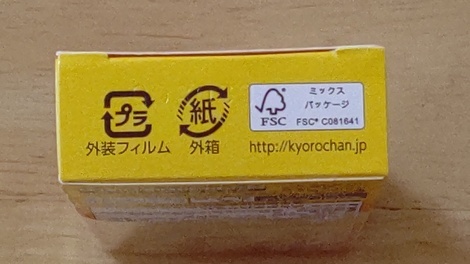 プラ
外装フィルム
紙
外箱
FSC
ミックス
パッケージ
FSC® C081641
http://kyorochan.jp